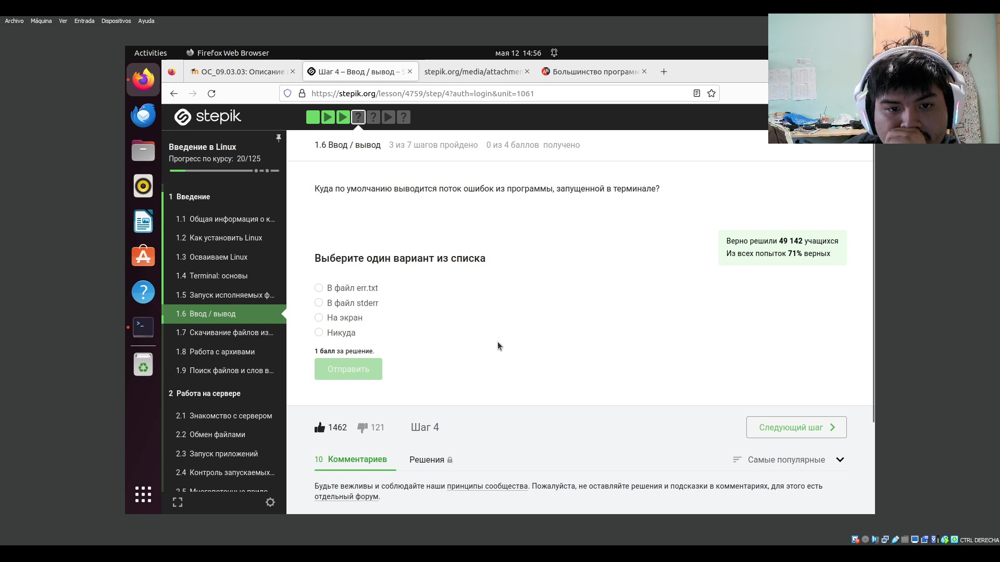 Archivo Máquina Ver Entrada Dispositivos Ayuda
Activities Firefox Web Browser мая 12 14:56
ОС_09.03.03: Описание
Шаг 4 – Ввод / вывод – S
stepik.org/media/attachmen
Большинство программ
https://stepik.org/lesson/4759/step/4?auth=login&unit=1061
stepik
Введение в Linux
Прогресс по курсу: 20/125
1 Введение
1.1 Общая информация о к...
1.2 Как установить Linux
1.3 Осваиваем Linux
1.4 Terminal: основы
1.5 Запуск исполняемых ф...
1.6 Ввод / вывод
1.7 Скачивание файлов из...
1.8 Работа с архивами
1.9 Поиск файлов и слов в...
2 Работа на сервере
2.1 Знакомство с сервером
2.2 Обмен файлами
2.3 Запуск приложений
2.4 Контроль запускаемых...
2.5 Многопоточные прило...
1.6 Ввод / вывод 3 из 7 шагов пройдено 0 из 4 баллов получено
Куда по умолчанию выводится поток ошибок из программы, запущенной в терминале?
Верно решили 49 142 учащихся
Из всех попыток 71% верных
Выберите один вариант из списка
В файл err.txt
В файл stderr
На экран
Никуда
1 балл за решение.
Отправить
1462 121 Шаг 4
Следующий шаг
10 Комментариев Решения
Самые популярные
Будьте вежливы и соблюдайте наши принципы сообщества. Пожалуйста, не оставляйте решения и подсказки в комментариях, для этого есть
отдельный форум.
CTRL DERECHA